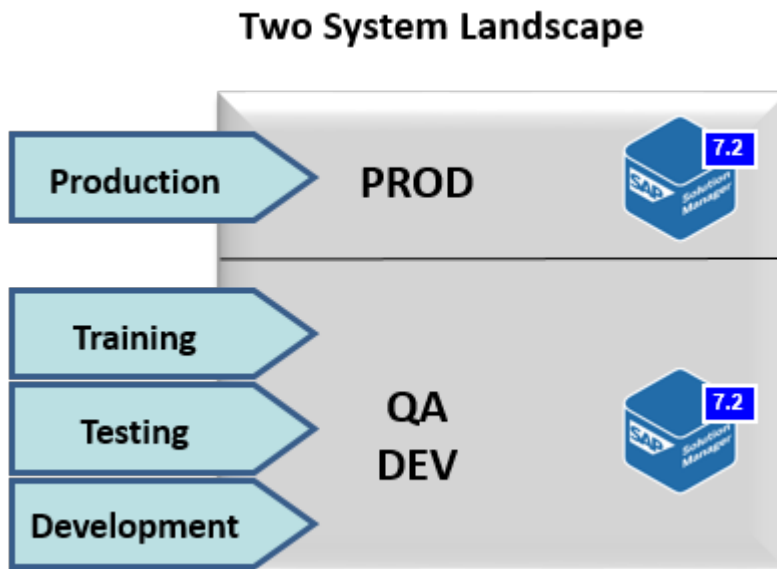 Two System Landscape
Production
PROD
7.2
SAP
Solution
Manager
Training
Testing
Development
QA
DEV
7.2
SAP
Solution
Manager